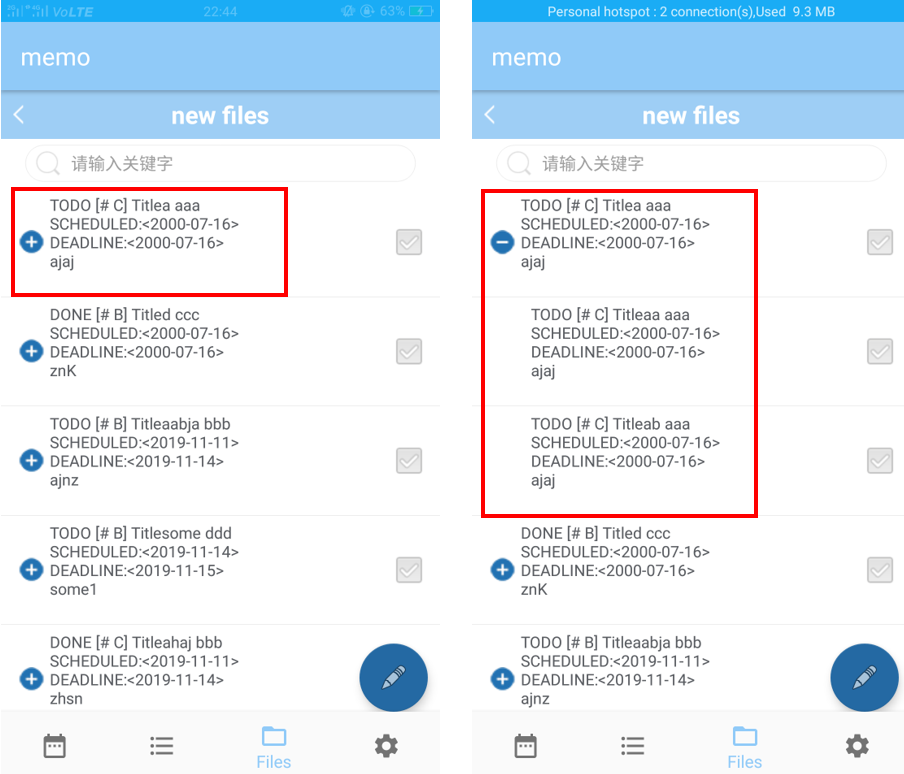 VoLTE 22:44 63%
memo
new files
请输入关键字
TODO [# C] Titlea aaa
SCHEDULED:<2000-07-16>
DEADLINE:<2000-07-16>
ajaj
DONE [# B] Titled ccc
SCHEDULED:<2000-07-16>
DEADLINE:<2000-07-16>
znK
TODO [# B] Titleaabja bbb
SCHEDULED:<2019-11-11>
DEADLINE:<2019-11-14>
ajnz
TODO [# B] Titlesome ddd
SCHEDULED:<2019-11-14>
DEADLINE:<2019-11-15>
some1
DONE [# C] Titleahaj bbb
SCHEDULED:<2019-11-11>
DEADLINE:<2019-11-14>
zhsn
Files
Personal hotspot : 2 connection(s),Used 9.3 MB
memo
new files
请输入关键字
TODO [# C] Titlea aaa
SCHEDULED:<2000-07-16>
DEADLINE:<2000-07-16>
ajaj
TODO [# C] Titleaa aaa
SCHEDULED:<2000-07-16>
DEADLINE:<2000-07-16>
ajaj
TODO [# C] Titleab aaa
SCHEDULED:<2000-07-16>
DEADLINE:<2000-07-16>
ajaj
DONE [# B] Titled ccc
SCHEDULED:<2000-07-16>
DEADLINE:<2000-07-16>
znK
TODO [# B] Titleaabja bbb
SCHEDULED:<2019-11-11>
DEADLINE:<2019-11-14>
ajnz
Files